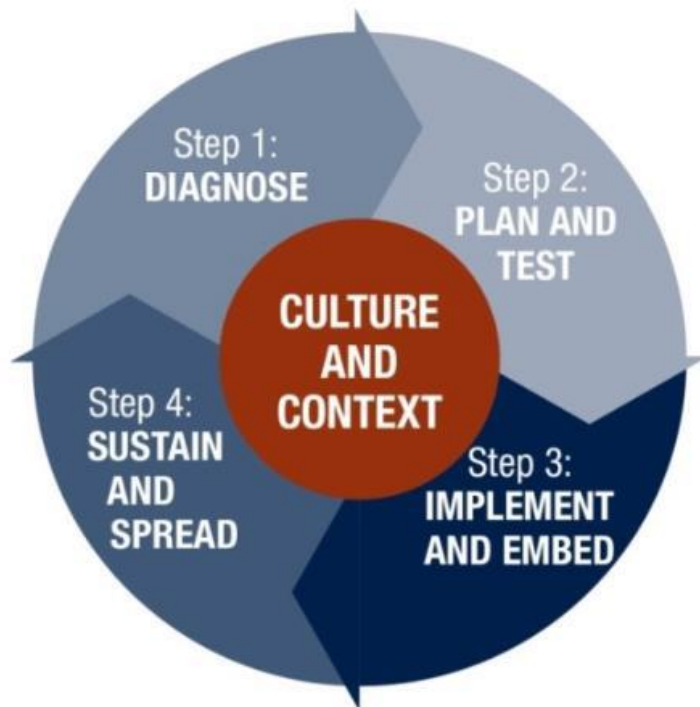 Step 1:
DIAGNOSE
Step 2:
PLAN AND
TEST
CULTURE
AND
CONTEXT
Step 3:
IMPLEMENT
AND EMBED
Step 4:
SUSTAIN
AND
SPREAD